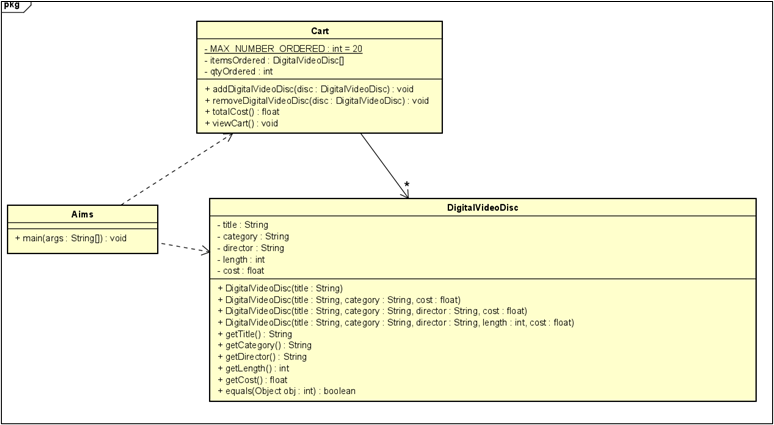 pkg
Cart
- MAX_NUMBER_ORDERED : int = 20
- itemsOrdered : DigitalVideoDisc[]
- qtyOrdered : int
+ addDigitalVideoDisc(disc : DigitalVideoDisc) : void
+ removeDigitalVideoDisc(disc : DigitalVideoDisc) : void
+ totalCost() : float
+ viewCart() : void
*
Aims
+ main(args : String[]) : void
DigitalVideoDisc
- title : String
- category : String
- director : String
- length : int
- cost : float
+ DigitalVideoDisc(title : String)
+ DigitalVideoDisc(title : String, category : String, cost : float)
+ DigitalVideoDisc(title : String, category : String, director : String, cost : float)
+ DigitalVideoDisc(title : String, category : String, director : String, length : int, cost : float)
+ getTitle() : String
+ getCategory() : String
+ getDirector() : String
+ getLength() : int
+ getCost() : float
+ equals(Object obj : int) : boolean